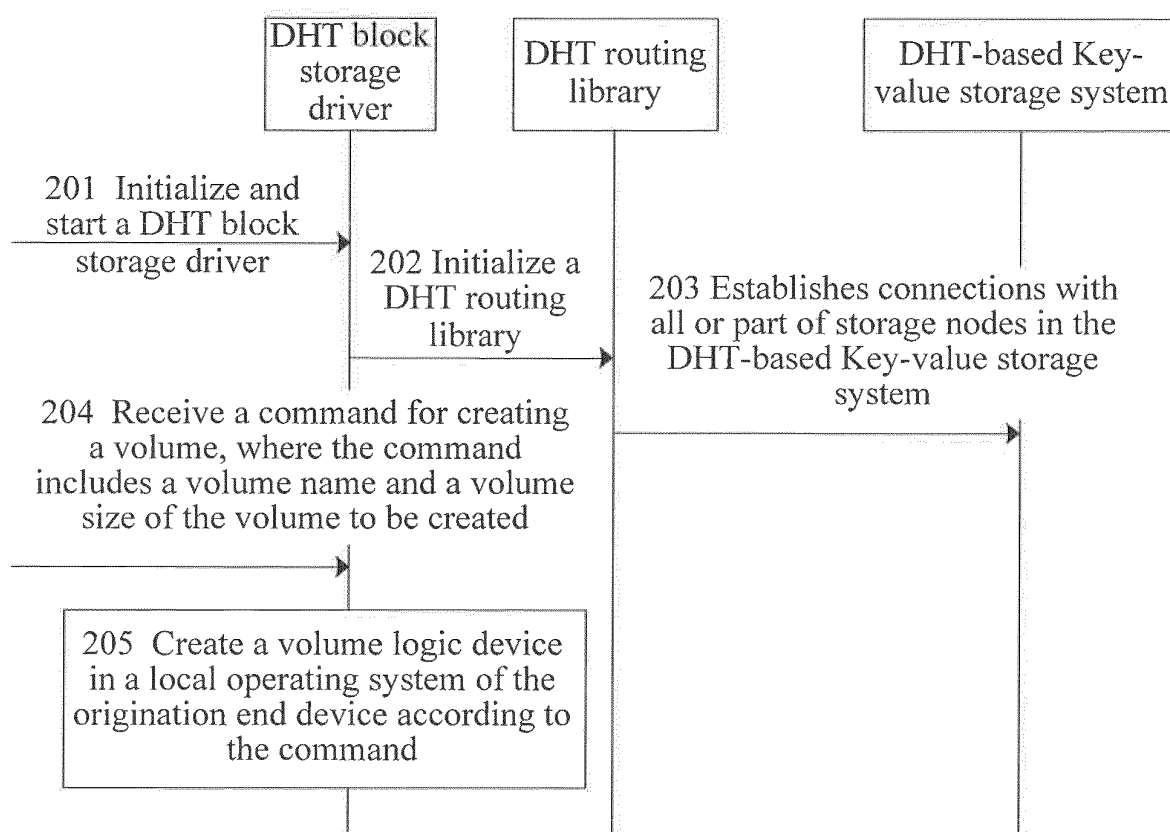 DHT block
storage
driver
DHT routing
library
DHT-based Key-
value storage system
201 Initialize and
start a DHT block
storage driver
202 Initialize a
DHT routing
library
203 Establishes connections with
all or part of storage nodes in the
DHT-based Key-value storage
system
204 Receive a command for creating
a volume, where the command
includes a volume name and a volume
size of the volume to be created
205 Create a volume logic device
in a local operating system of the
origination end device according to
the command